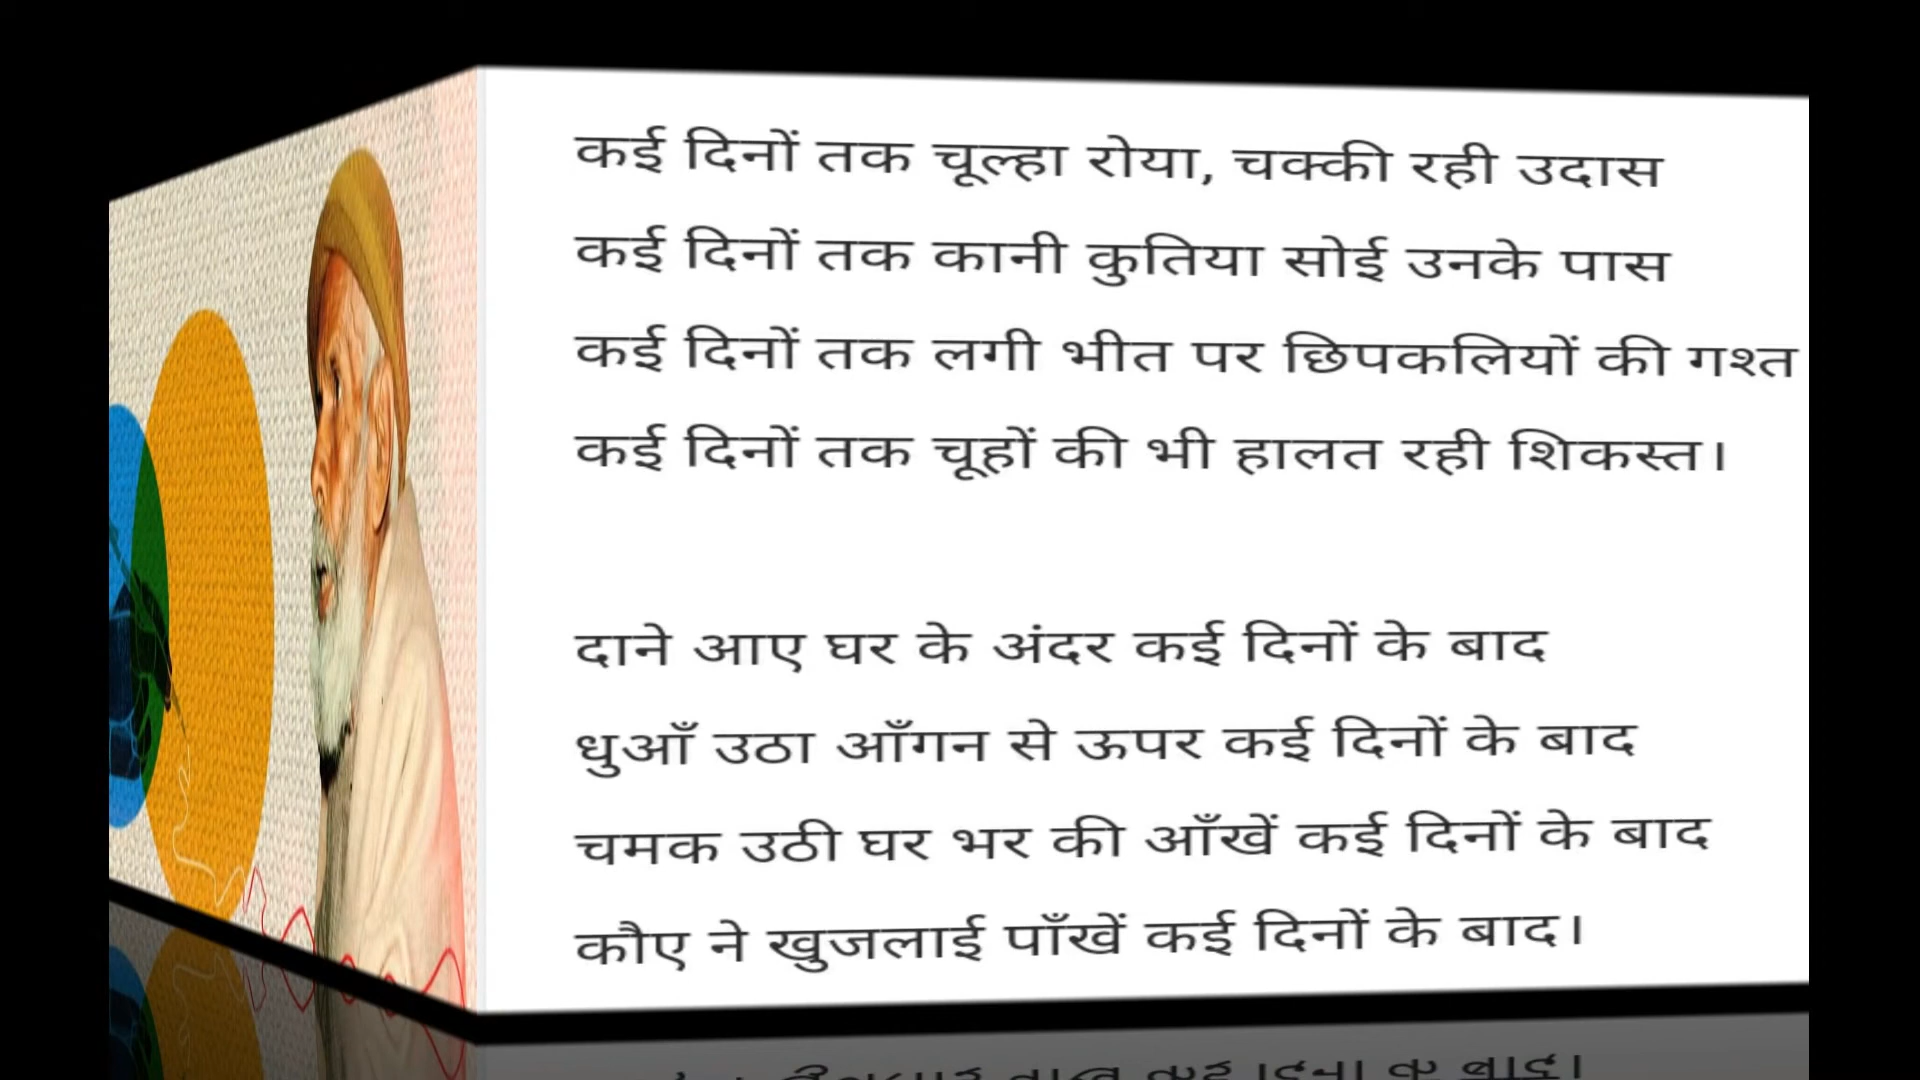 कई दिनों तक चूल्हा रोया, चक्की रही उदास
कई दिनों तक कानी कुतिया सोई उनके पास
कई दिनों तक लगी भीत पर छिपकलियों की गश्त
कई दिनों तक चूहों की भी हालत रही शिकस्त।
दाने आए घर के अंदर कई दिनों के बाद
धुआँ उठा आँगन से ऊपर कई दिनों के बाद
चमक उठी घर भर की आँखें कई दिनों के बाद
कौए ने खुजलाई पाँखें कई दिनों के बाद।